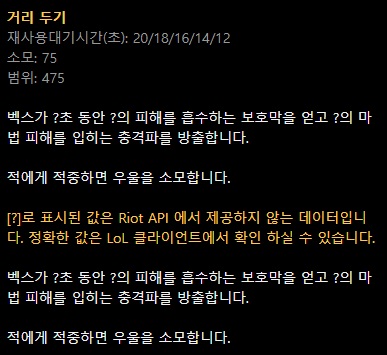 거리 두기
재사용대기시간(초): 20/18/16/14/12
소모: 75
범위: 475
벡스가 ?초 동안 ?의 피해를 흡수하는 보호막을 얻고 ?의 마
법 피해를 입히는 충격파를 방출합니다.
적에게 적중하면 우울을 소모합니다.
[?]로 표시된 값은 Riot API 에서 제공하지 않는 데이터입니
다. 정확한 값은 LoL 클라이언트에서 확인 하실 수 있습니다.
벡스가 ?초 동안 ?의 피해를 흡수하는 보호막을 얻고 ?의 마
법 피해를 입히는 충격파를 방출합니다.
적에게 적중하면 우울을 소모합니다.